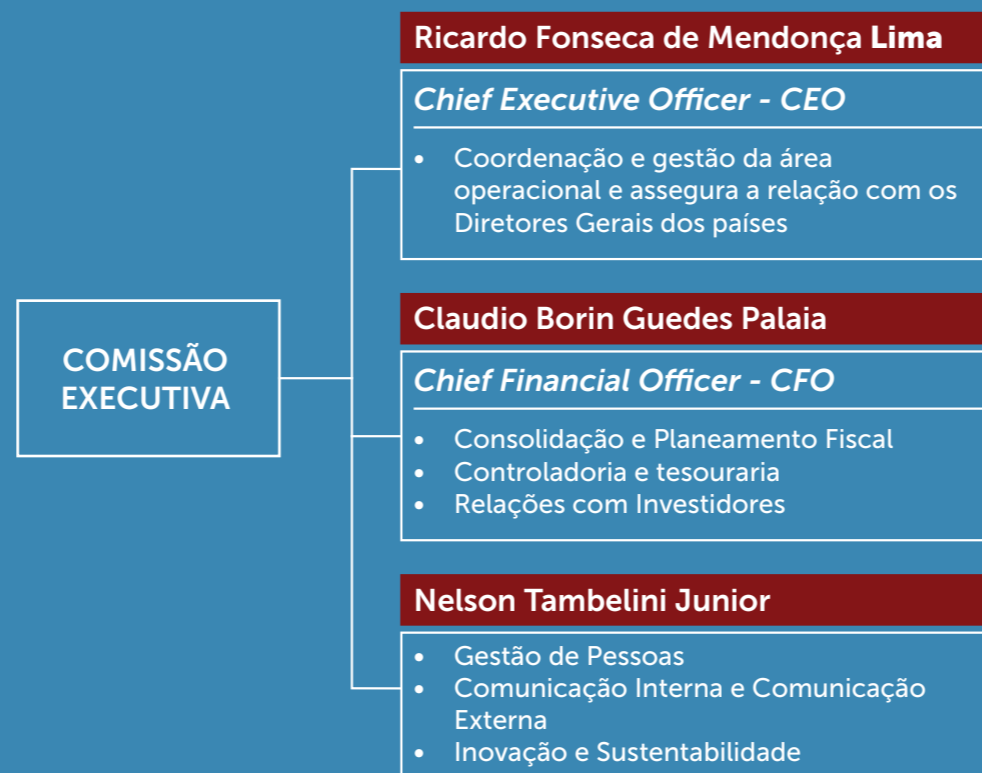 COMISSÃO
EXECUTIVA
Ricardo Fonseca de Mendonça Lima
Chief Executive Officer - CEO
• Coordenação e gestão da área
operacional e assegura a relação com os
Diretores Gerais dos países
Claudio Borin Guedes Palaia
Chief Financial Officer - CFO
• Consolidação e Planeamento Fiscal
• Controladoria e tesouraria
• Relações com Investidores
Nelson Tambelini Junior
• Gestão de Pessoas
• Comunicação Interna e Comunicação
Externa
• Inovação e Sustentabilidade